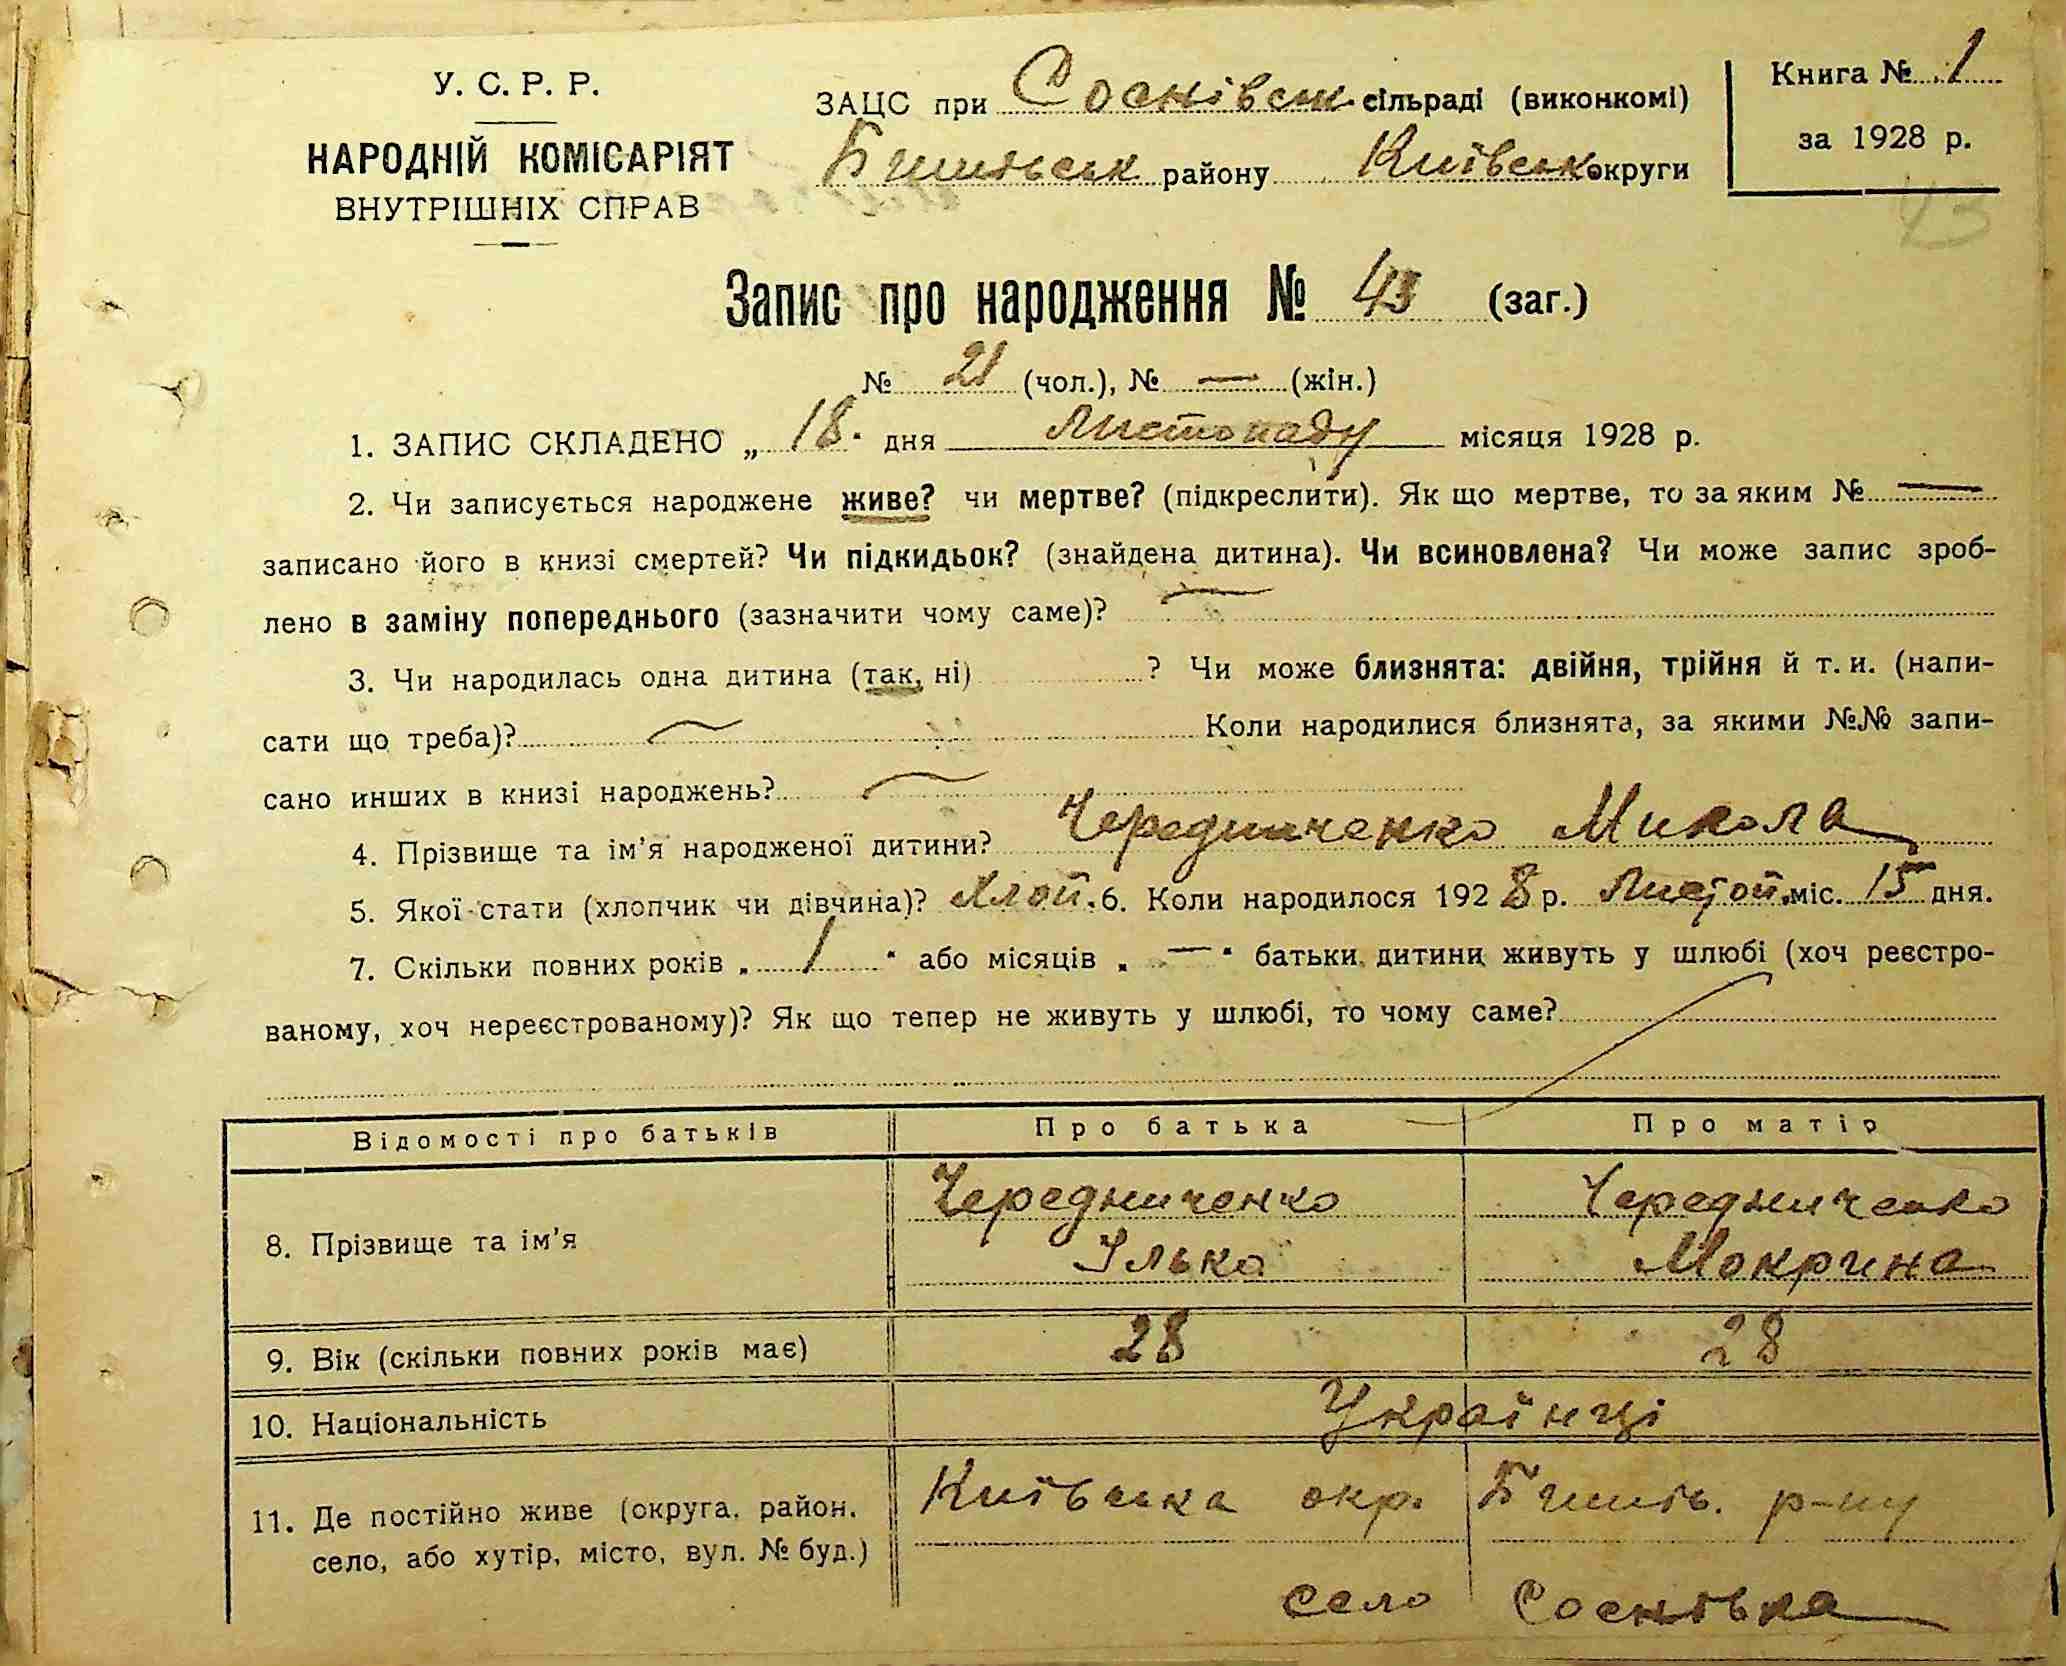 У. С. Р. Р.
НАРОДНІЙ КОМІСАРІЯТ
ВНУТРІШНІХ СПРАВ
ЗАЦС при Соснівськ. сільраді (виконкомі)
району Київськ округи
Книга № 1
за 1928 р.
43
Запис про народження № 43 (заг.)
№ 21 (чол.), № — (жін.)
1. ЗАПИС СКЛАДЕНО „ 18. дня Листопаду місяця 1928 р.
2. Чи записується народжене живе? чи мертве? (підкреслити). Як що мертве, то за яким № —
записано його в книзі смертей? Чи підкидьок? (знайдена дитина). Чи всиновлена? Чи може запис зроб-
лено в заміну попереднього (зазначити чому саме)? —
3. Чи народилась одна дитина (так, ні) ? Чи може близнята: двійня, трійня й т. и. (напи-
сати що треба)? Коли народилися близнята, за якими №№ запи-
сано инших в книзі народжень?
4. Прізвище та ім'я народженої дитини? Чередниченко Микола
5. Якої стати (хлопчик чи дівчина)? Хлоп. 6. Коли народилося 1928 р. Листоп. міс. 15 дня.
7. Скільки повних років „ 1 " або місяців „ — " батьки дитини живуть у шлюбі (хоч реєстро-
ваному, хоч нереєстрованому)? Як що тепер не живуть у шлюбі, то чому саме?
Відомості про батьків Про батька Про матір
8. Прізвище та ім'я
Чередниченко Чередниченко
Ілько Мокрина
9. Вік (скільки повних років має) 28 28
10. Національність Українці
11. Де постійно живе (округа, район,
село, або хутір, місто, вул. № буд.)
Київська окр. р-ну
село Соснівка